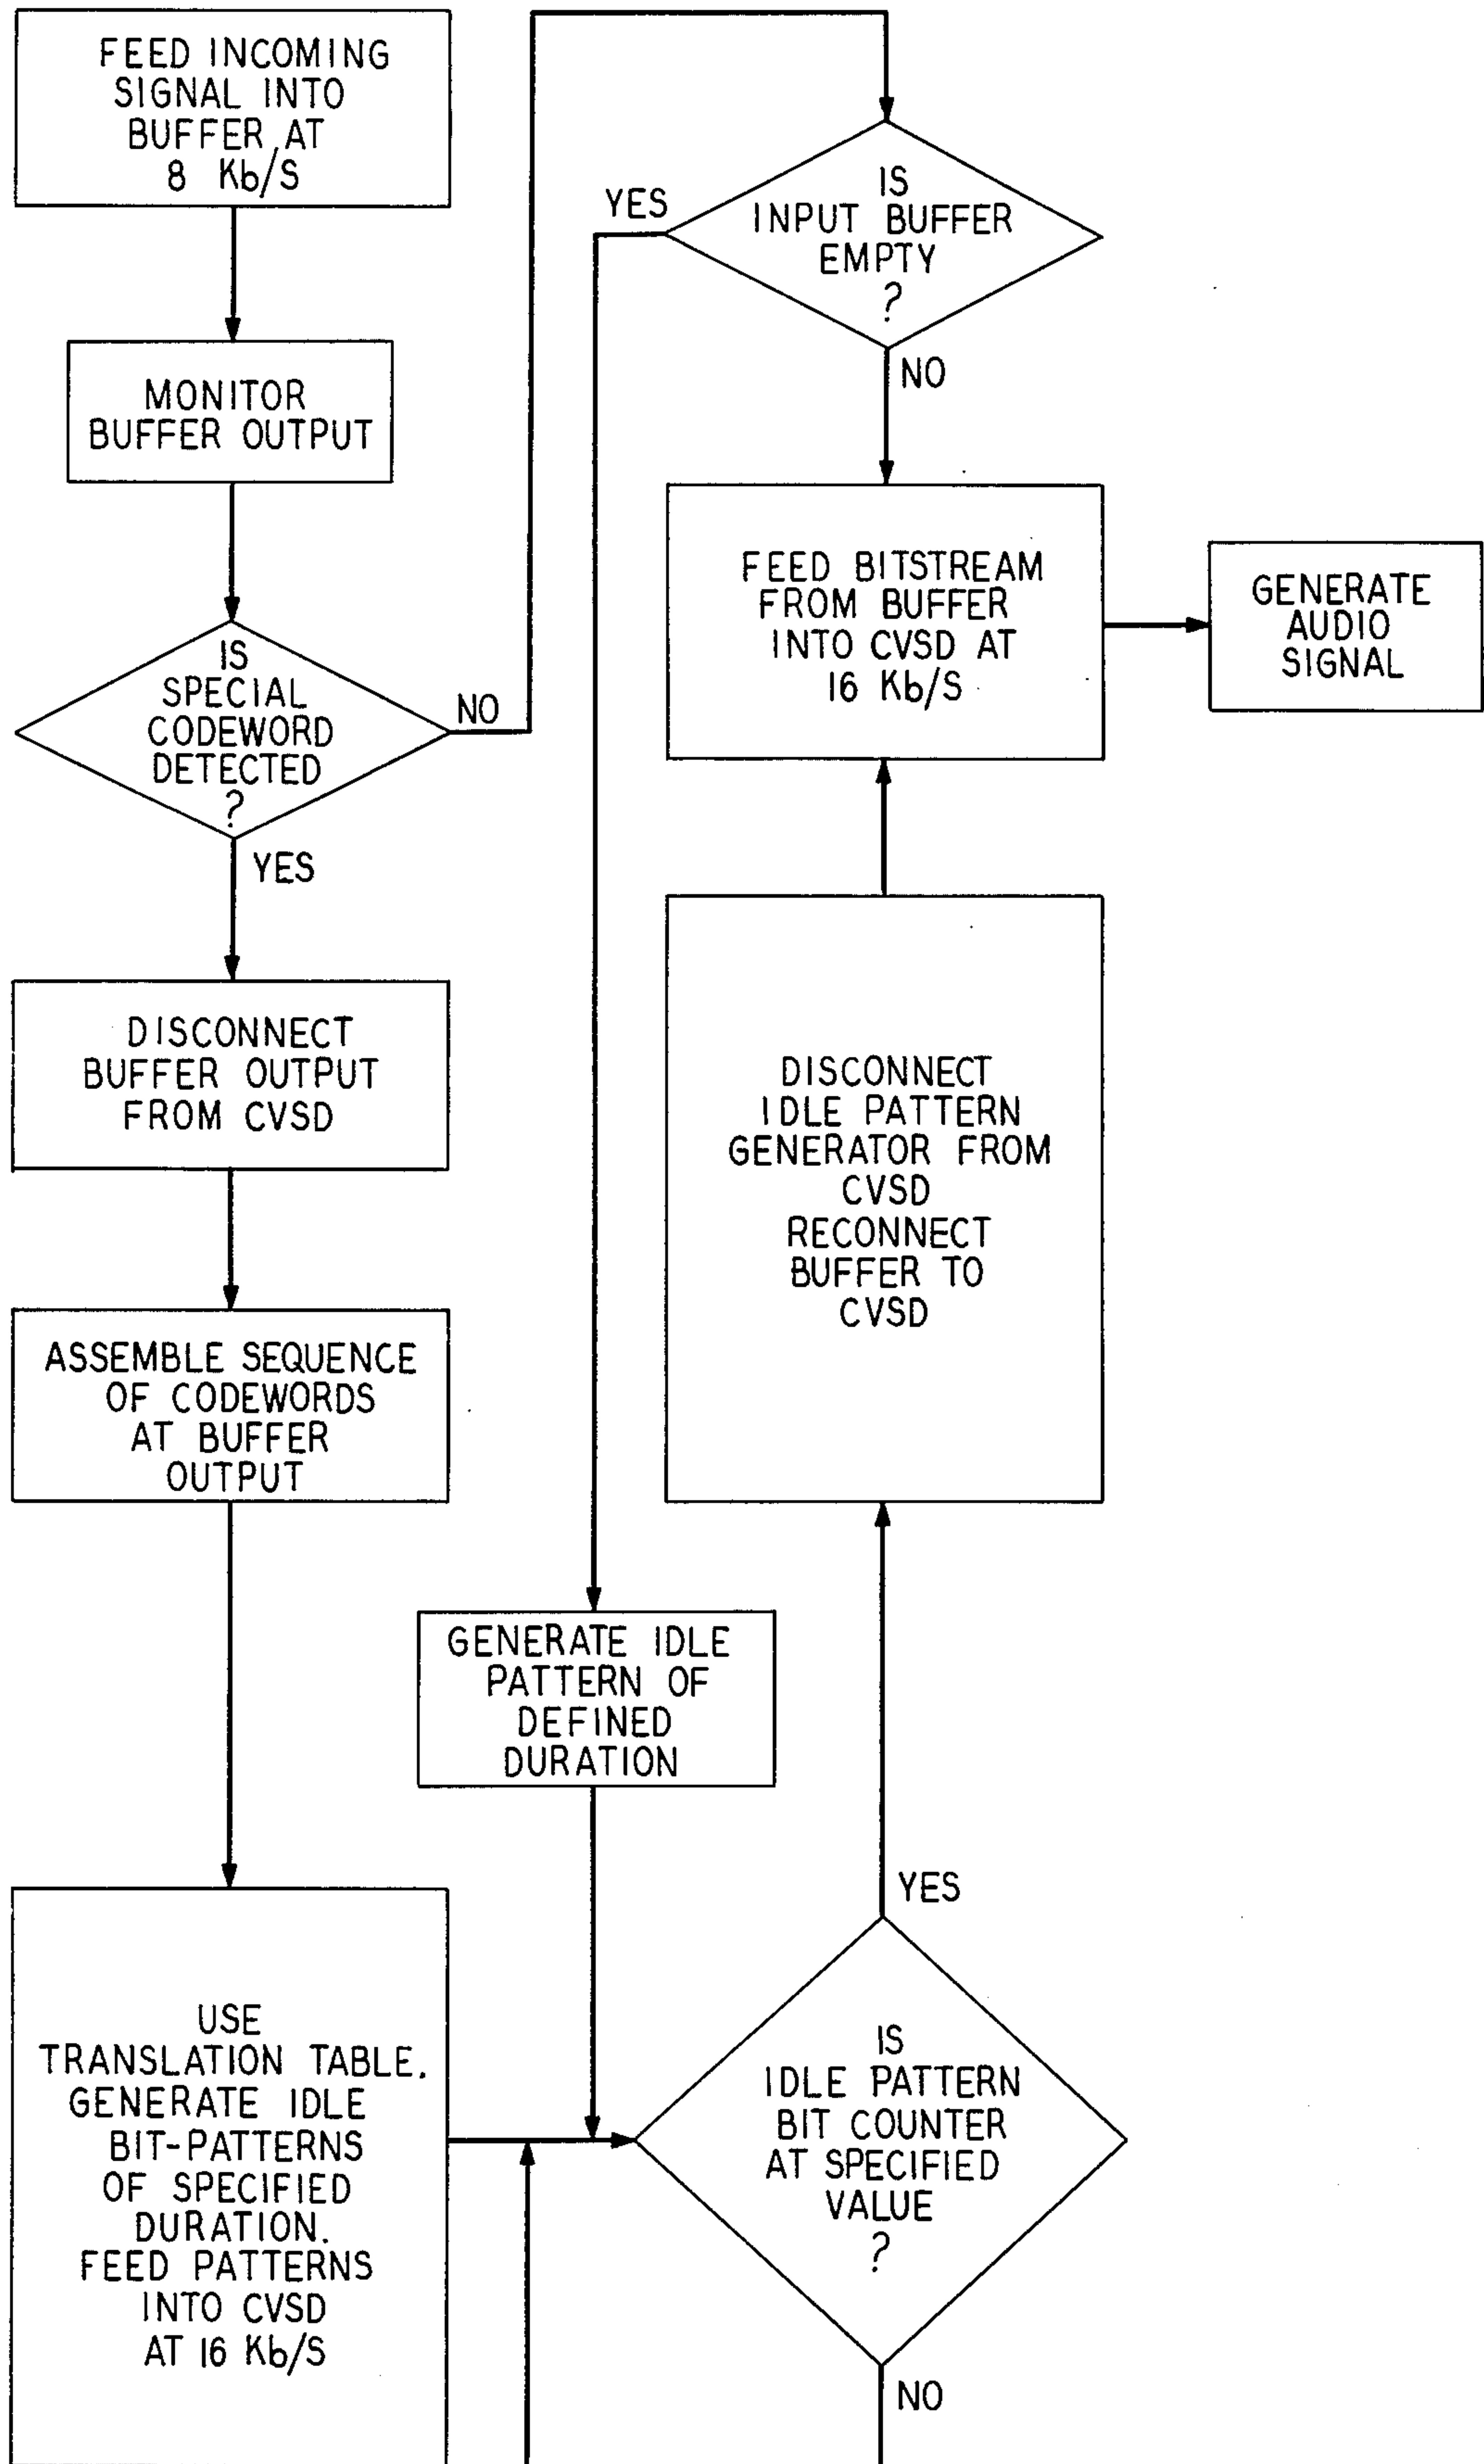 FEED INCOMING
SIGNAL INTO
BUFFER AT
8 Kb/S
MONITOR
BUFFER OUTPUT
IS
SPECIAL
CODEWORD
DETECTED
?
NO
YES
DISCONNECT
BUFFER OUTPUT
FROM CVSD
ASSEMBLE SEQUENCE
OF CODEWORDS
AT BUFFER
OUTPUT
USE
TRANSLATION TABLE.
GENERATE IDLE
BIT-PATTERNS
OF SPECIFIED
DURATION.
FEED PATTERNS
INTO CVSD
AT 16 Kb/S
IS
INPUT BUFFER
EMPTY
?
YES
NO
FEED BITSTREAM
FROM BUFFER
INTO CVSD AT
16 Kb/S
GENERATE
AUDIO
SIGNAL
DISCONNECT
IDLE PATTERN
GENERATOR FROM
CVSD
RECONNECT
BUFFER TO
CVSD
GENERATE IDLE
PATTERN OF
DEFINED
DURATION
YES
IS
IDLE PATTERN
BIT COUNTER
AT SPECIFIED
VALUE
?
NO